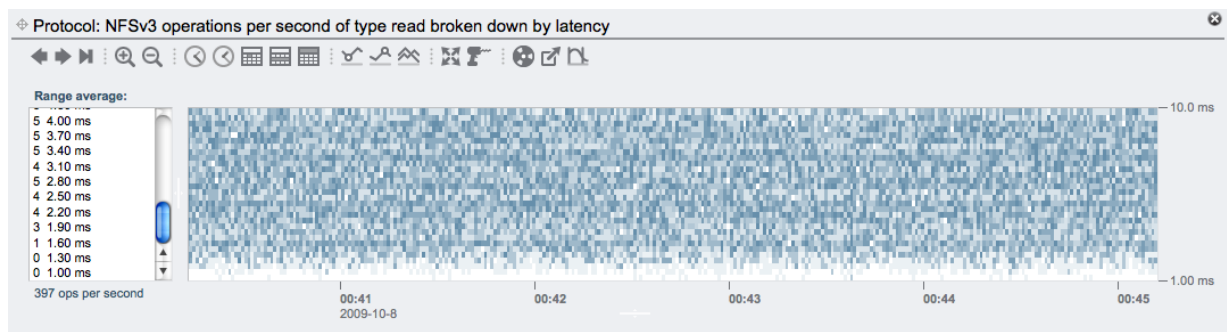 Protocol: NFSv3 operations per second of type read broken down by latency
Range average:
5 4.00 ms
5 3.70 ms
5 3.40 ms
4 3.10 ms
5 2.80 ms
4 2.50 ms
4 2.20 ms
3 1.90 ms
1 1.60 ms
0 1.30 ms
0 1.00 ms
397 ops per second
10.0 ms
1.00 ms
00:41 00:42 00:43 00:44 00:45
2009-10-8